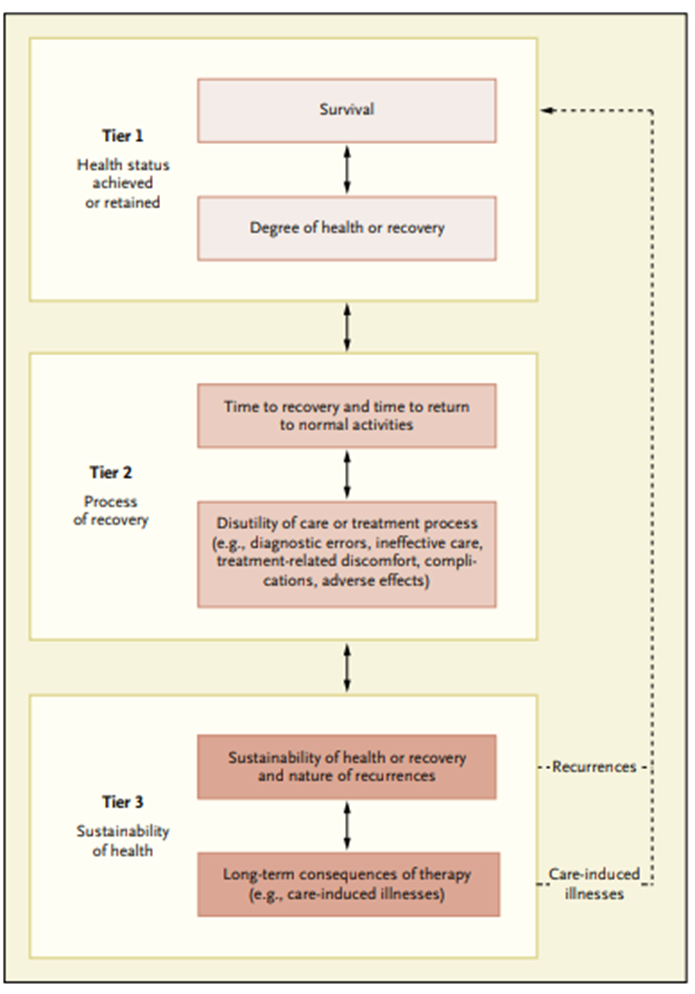 Tier 1
Health status
achieved
or retained
Survival
Degree of health or recovery
Tier 2
Process
of recovery
Time to recovery and time to return
to normal activities
Disutility of care or treatment process
(e.g., diagnostic errors, ineffective care,
treatment-related discomfort, compli-
cations, adverse effects)
Tier 3
Sustainability
of health
Sustainability of health or recovery
and nature of recurrences
Recurrences
Long-term consequences of therapy
(e.g., care-induced illnesses)
Care-induced
illnesses